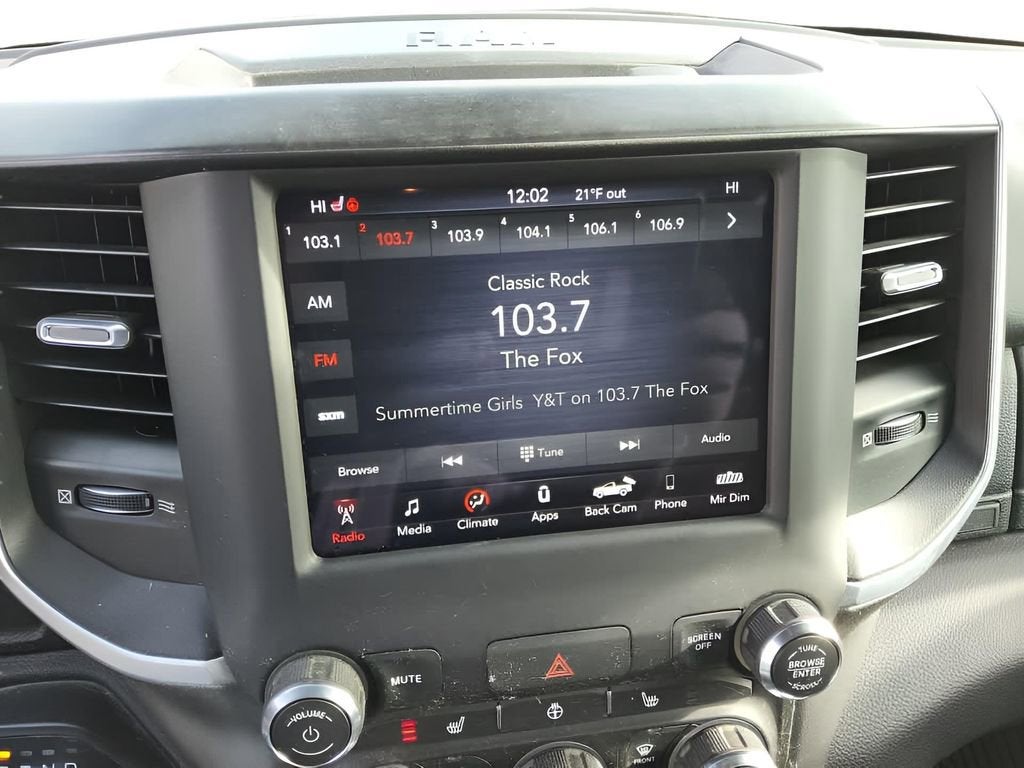 RAM
HI 12:02 21°F out HI
1 103.1 2 103.7 3 103.9 4 104.1 5 106.1 6 106.9
AM
Classic Rock
103.7
FM
The Fox
sxm
Summertime Girls Y&T on 103.7 The Fox
Browse Tune Audio
Radio Media Climate Apps Back Cam Phone Mir Dim
MUTE
SCREEN
OFF
VOLUME
TUNE
BROWSE
ENTER
SCROLL
FRONT
N D